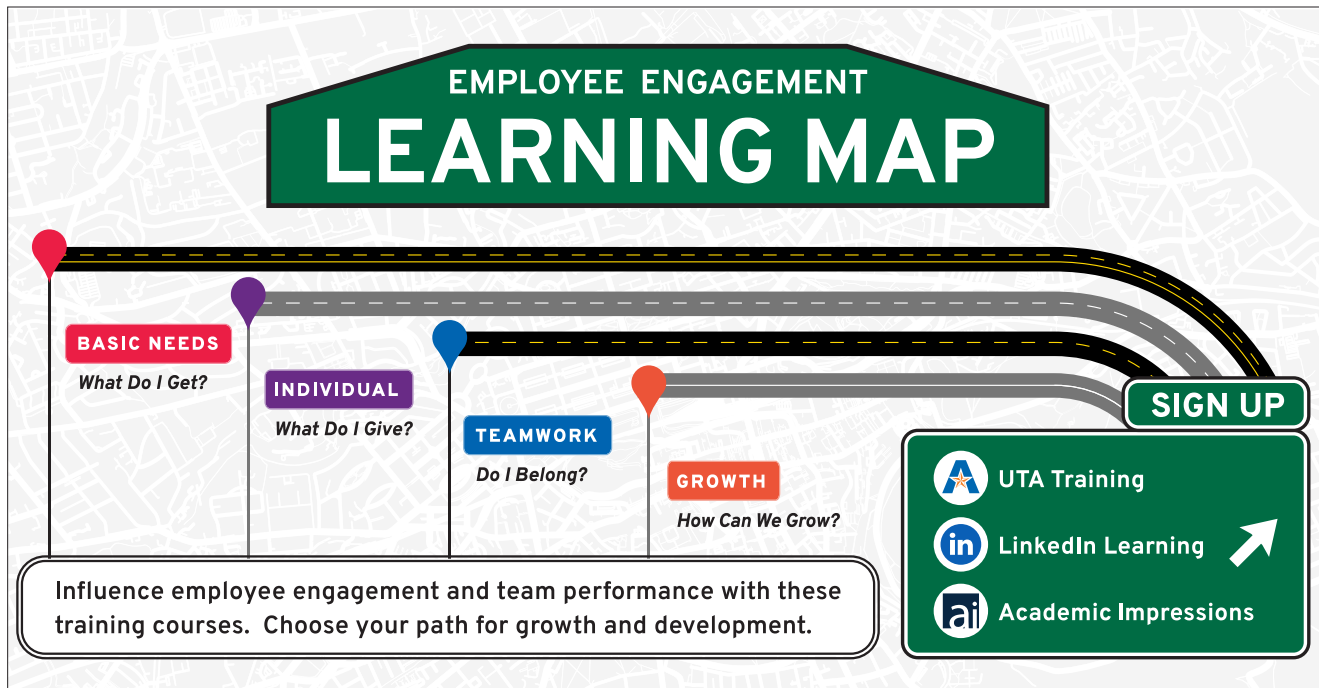 EMPLOYEE ENGAGEMENT
LEARNING MAP
BASIC NEEDS
What Do I Get?
INDIVIDUAL
What Do I Give?
TEAMWORK
Do I Belong?
GROWTH
How Can We Grow?
SIGN UP
UTA Training
in LinkedIn Learning
ai Academic Impressions
Influence employee engagement and team performance with these
training courses. Choose your path for growth and development.